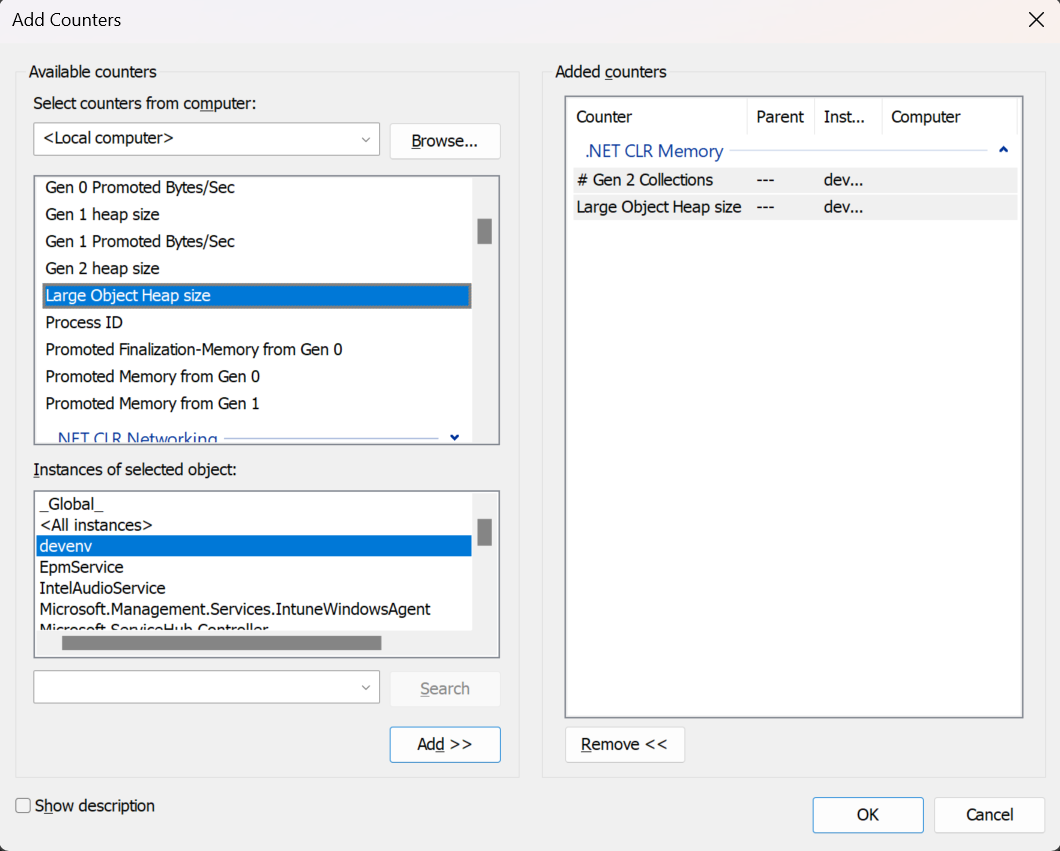 Add Counters
Available counters
Select counters from computer:
<Local computer>
Browse...
Gen 0 Promoted Bytes/Sec
Gen 1 heap size
Gen 1 Promoted Bytes/Sec
Gen 2 heap size
Large Object Heap size
Process ID
Promoted Finalization-Memory from Gen 0
Promoted Memory from Gen 0
Promoted Memory from Gen 1
.NET CLR Networking
Instances of selected object:
_Global_
<All instances>
devenv
EpmService
IntelAudioService
Microsoft.Management.Services.IntuneWindowsAgent
Microsoft.ServiceHub.Controller
Search
Add >>
Show description
Added counters
Counter Parent Inst... Computer
.NET CLR Memory
# Gen 2 Collections --- dev...
Large Object Heap size --- dev...
Remove <<
OK
Cancel